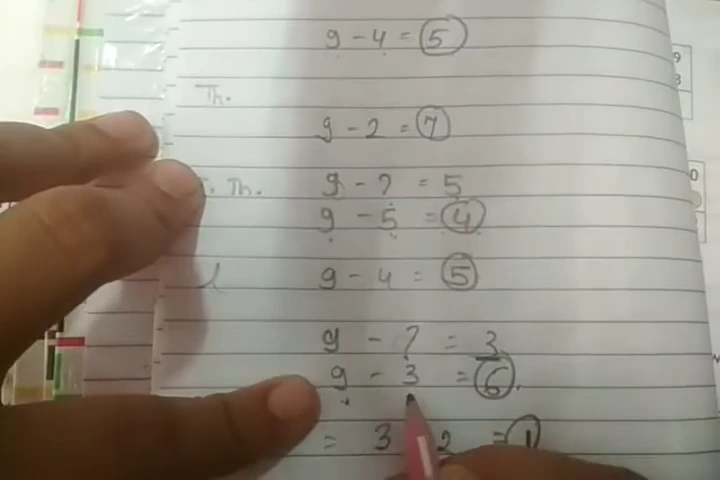 9 - 4 = 5
Th.
9 - 2 = 7
T. Th. 9 - ? = 5
9 - 5 = 4
9 - 4 = 5
9 - ? = 3
9 - 3 = 6
= 3 2 = 1